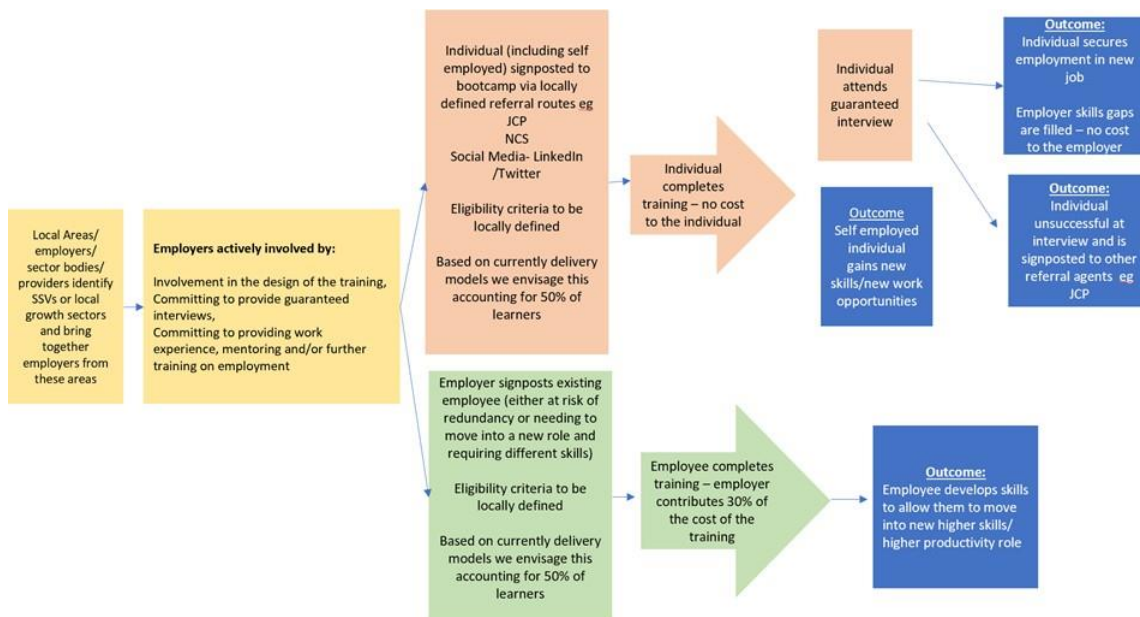 Local Areas/
employers/
sector bodies/
providers identify
SSVs or local
growth sectors
and bring
together
employers from
these areas
Employers actively involved by:
Involvement in the design of the training,
Committing to provide guaranteed
interviews,
Committing to providing work
experience, mentoring and/or further
training on employment
Individual (including self
employed) signposted to
bootcamp via locally
defined referral routes eg
JCP
NCS
Social Media- LinkedIn
/Twitter
Eligibility criteria to be
locally defined
Based on currently delivery
models we envisage this
accounting for 50% of
learners
Individual
completes
training – no cost
to the individual
Individual
attends
guaranteed
interview
Outcome:
Individual secures
employment in new
job
Employer skills gaps
are filled – no cost
to the employer
Outcome
Self employed
individual
gains new
skills/new work
opportunities
Outcome:
Individual
unsuccessful at
interview and is
signposted to other
referral agents eg
JCP
Employer signposts existing
employee (either at risk of
redundancy or needing to
move into a new role and
requiring different skills)
Eligibility criteria to be
locally defined
Based on currently delivery
models we envisage this
accounting for 50% of
learners
Employee completes
training – employer
contributes 30% of
the cost of the
training
Outcome:
Employee develops skills
to allow them to move
into new higher skills/
higher productivity role